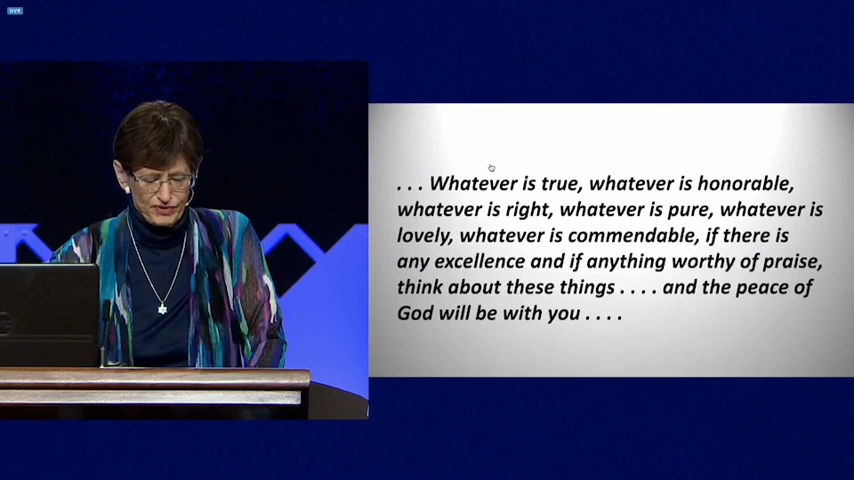 DVR
. . . Whatever is true, whatever is honorable,
whatever is right, whatever is pure, whatever is
lovely, whatever is commendable, if there is
any excellence and if anything worthy of praise,
think about these things . . . . and the peace of
God will be with you . . . .